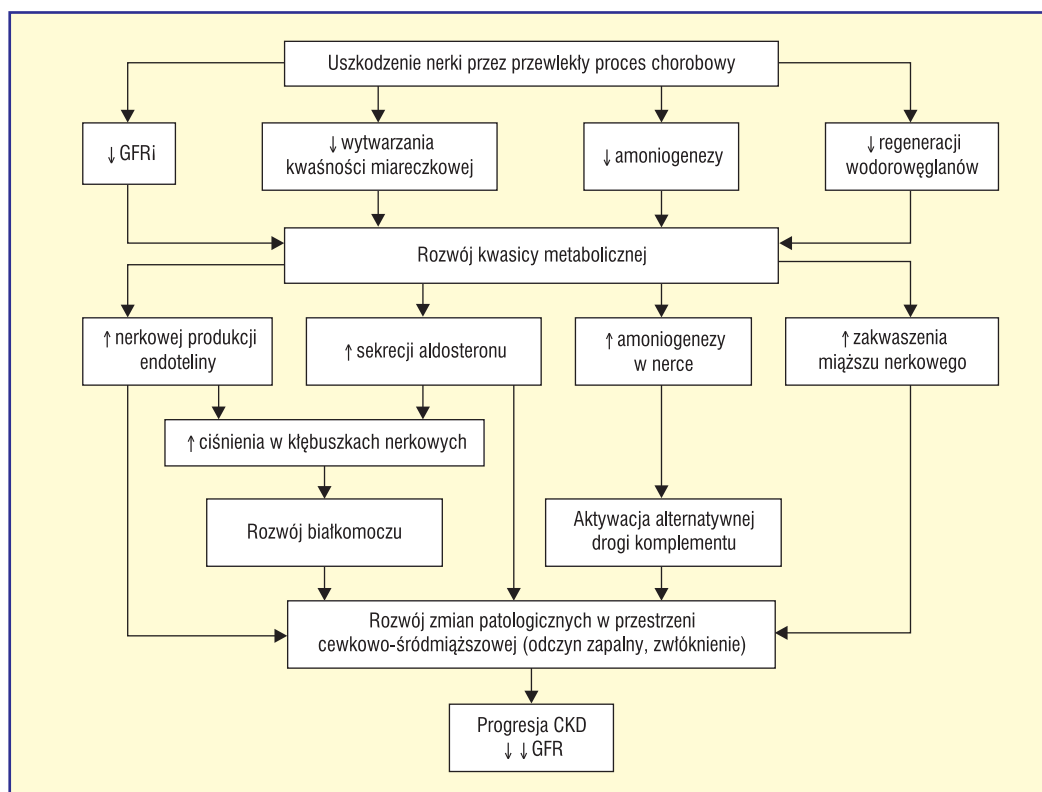 Uszkodzenie nerki przez przewlekły proces chorobowy
↓ GFRi
↓ wytwarzania
kwaśności miareczkowej
↓ amoniogenezy
↓ regeneracji
wodorowęglanów
Rozwój kwasicy metabolicznej
↑ nerkowej produkcji
endoteliny
↑ sekrecji aldosteronu
↑ amoniogenezy
w nerce
↑ zakwaszenia
miąższu nerkowego
↑ ciśnienia w kłębuszkach nerkowych
Rozwój białkomoczu
Aktywacja alternatywnej
drogi komplementu
Rozwój zmian patologicznych w przestrzeni
cewkowo-śródmiąższowej (odczyn zapalny, zwłóknienie)
Progresja CKD
↓ ↓ GFR